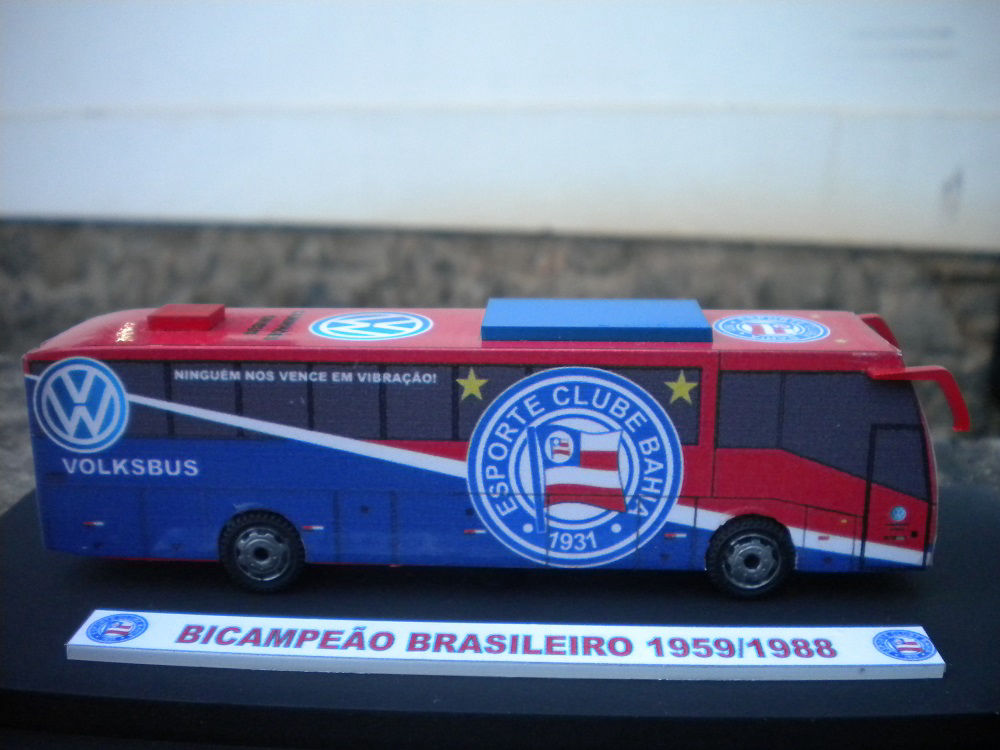 NINGUÉM NOS VENCE EM VIBRAÇÃO!
VOLKSBUS
ESPORTE CLUBE BAHIA
1931
BICAMPEÃO BRASILEIRO 1959/1988